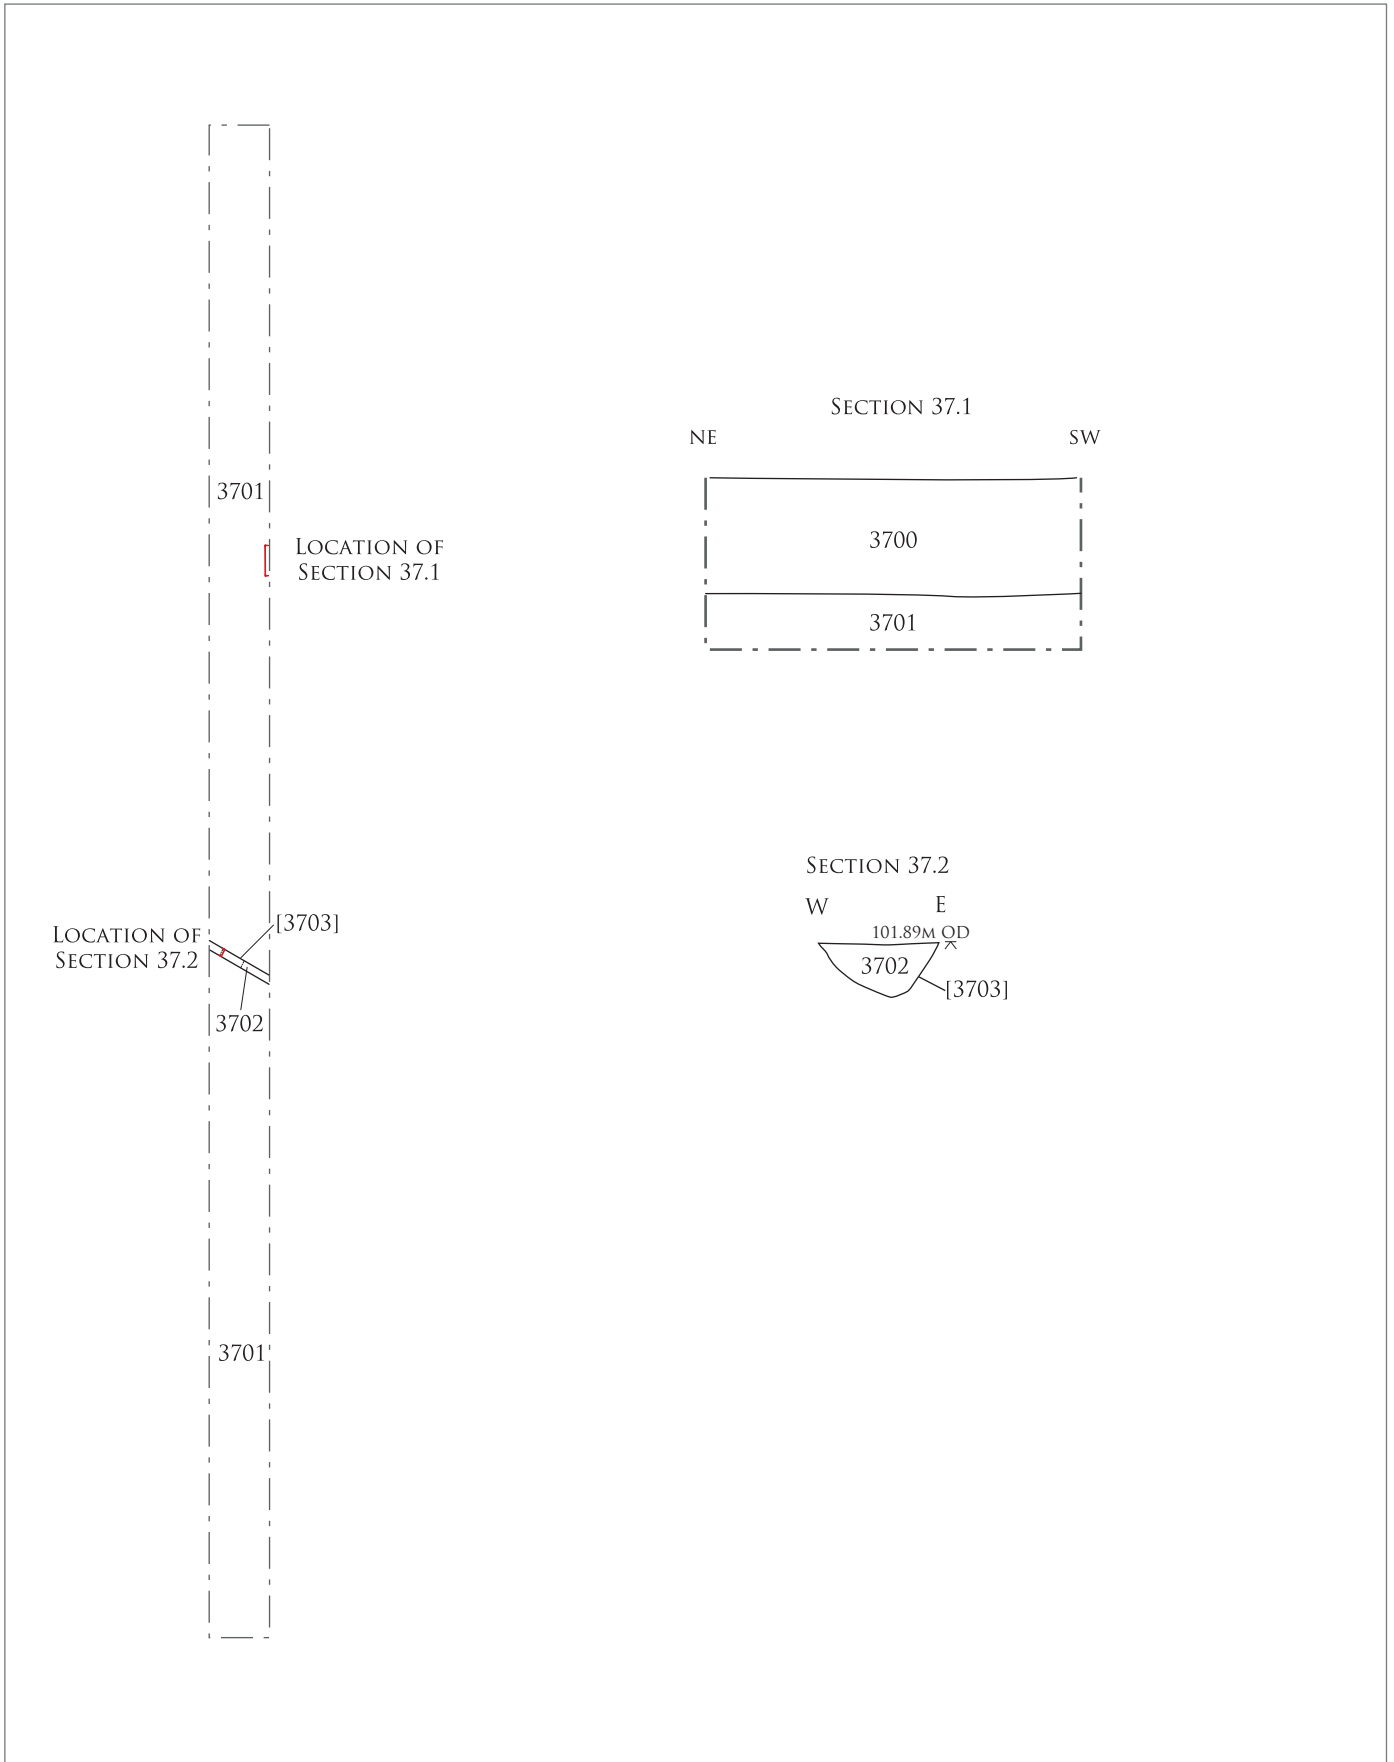 3701
Location of
Section 37.1
Location of
Section 37.2
[3703]
3702
3701
Section 37.1
NE SW
3700
3701
Section 37.2
W E
101.89m OD
3702
[3703]